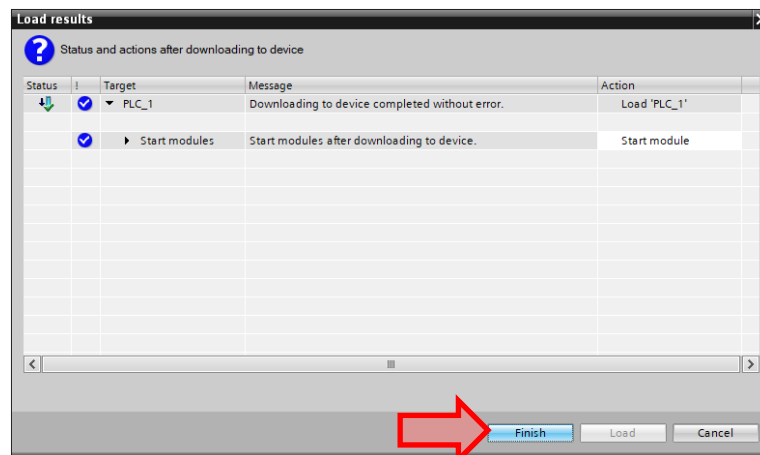 Load results
Status and actions after downloading to device
Status ! Target Message Action
PLC_1 Downloading to device completed without error. Load 'PLC_1'
Start modules Start modules after downloading to device. Start module
Finish Load Cancel